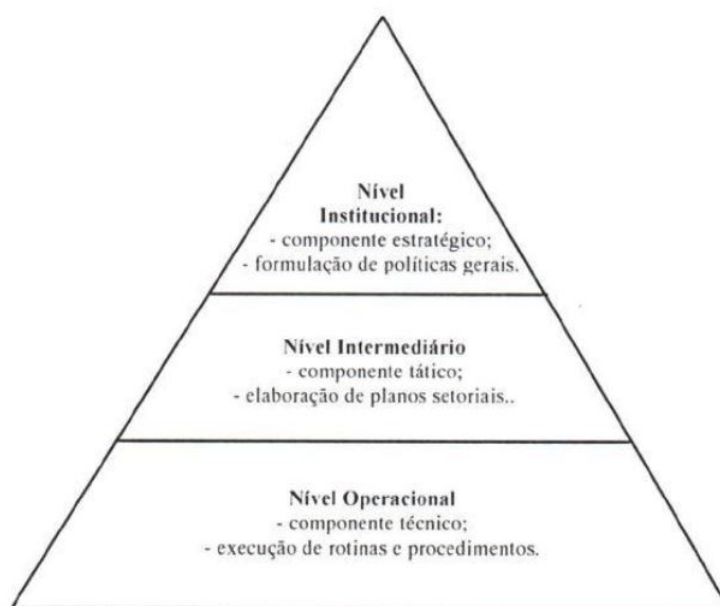 Nível
Institucional:
- componente estratégico;
- formulação de políticas gerais.
Nível Intermediário
- componente tático;
- elaboração de planos setoriais..
Nível Operacional
- componente técnico;
- execução de rotinas e procedimentos.